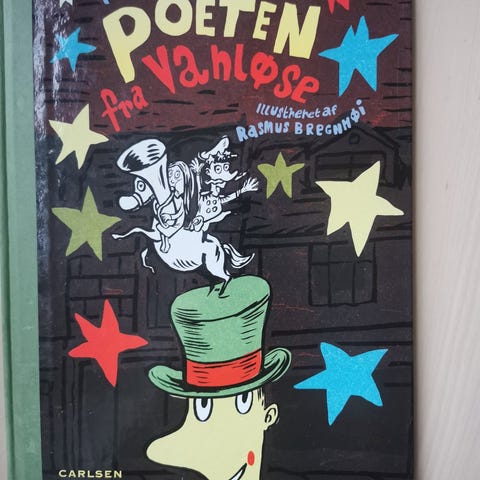 POETEN
fra Vanløse
Illustreret af
RASMUS BREGNHØI
CARLSEN